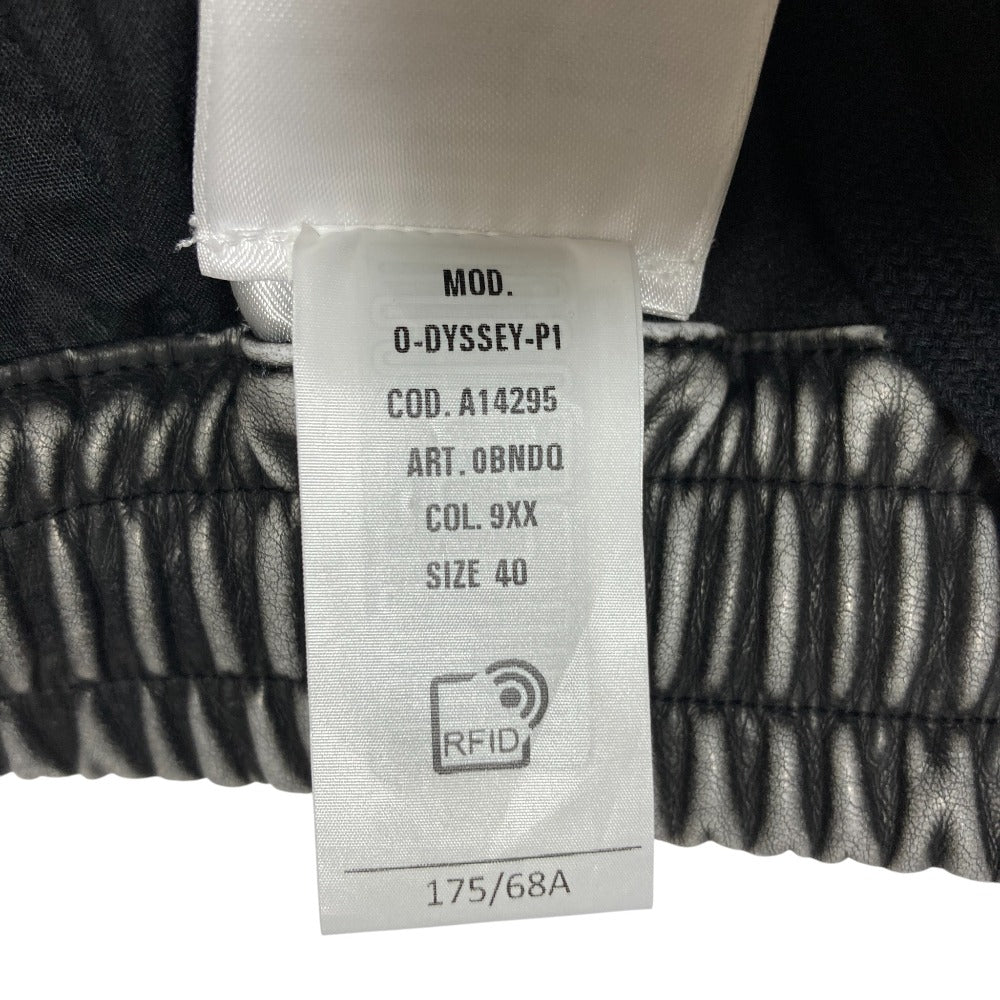 MOD.
O-DYSSEY-P1
COD. A14295
ART. 0BNDQ
COL. 9XX
SIZE 40
RFID
175/68A